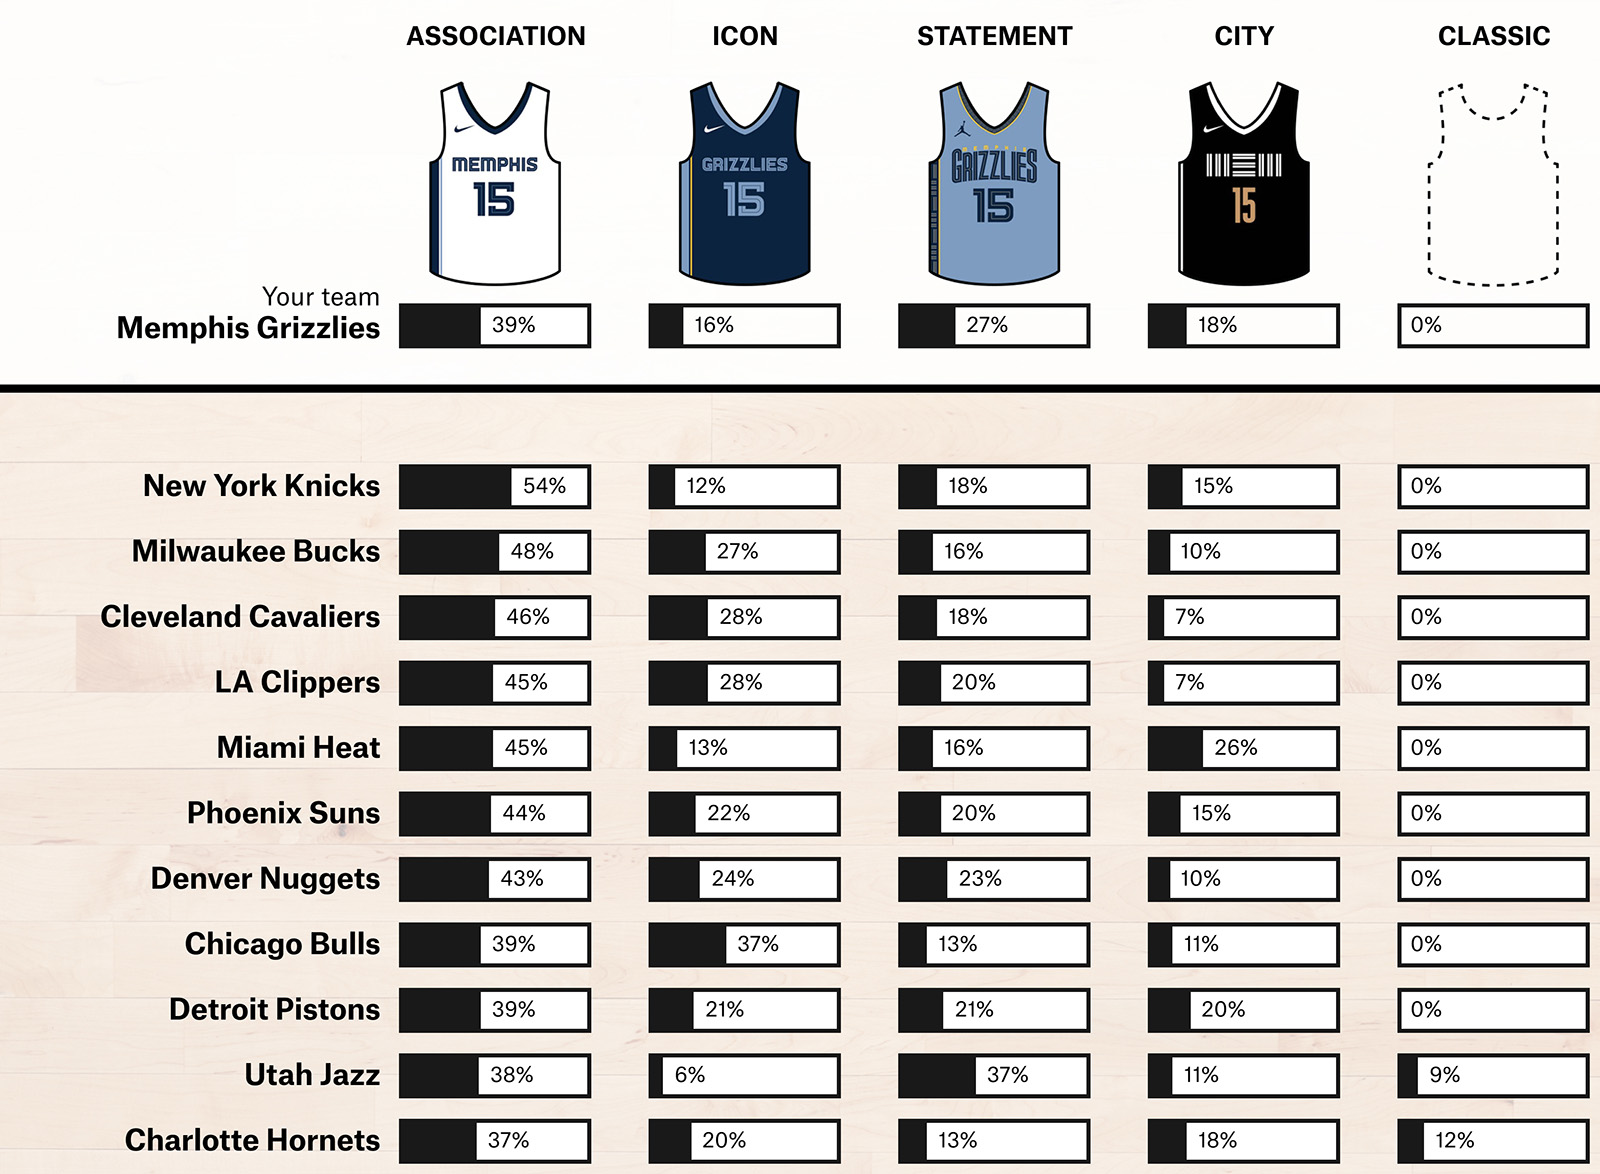 ASSOCIATION ICON STATEMENT CITY CLASSIC
MEMPHIS GRIZZLIES MEMPHIS
GRIZZLIES
15 15 15 15
Your team
Memphis Grizzlies 39% 16% 27% 18% 0%
New York Knicks 54% 12% 18% 15% 0%
Milwaukee Bucks 48% 27% 16% 10% 0%
Cleveland Cavaliers 46% 28% 18% 7% 0%
LA Clippers 45% 28% 20% 7% 0%
Miami Heat 45% 13% 16% 26% 0%
Phoenix Suns 44% 22% 20% 15% 0%
Denver Nuggets 43% 24% 23% 10% 0%
Chicago Bulls 39% 37% 13% 11% 0%
Detroit Pistons 39% 21% 21% 20% 0%
Utah Jazz 38% 6% 37% 11% 9%
Charlotte Hornets 37% 20% 13% 18% 12%